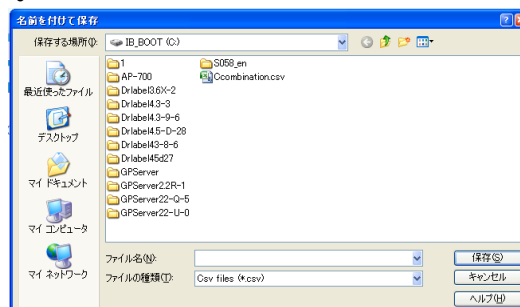 名前を付けて保存
保存する場所(I):
IB_BOOT (C:)
最近使ったファイル
デスクトップ
マイ ドキュメント
マイ コンピュータ
マイ ネットワーク
1
AP-700
Drlabel3.6X-2
Drlabel4.3-3
Drlabel4.3-9-6
Drlabel4.5-D-28
Drlabel43-8-6
Drlabel45d27
GPServer
GPServer2.2R-1
GPServer22-Q-5
GPServer22-U-0
S058_en
Ccombination.csv
ファイル名(N):
保存(S)
ファイルの種類(T):
Csv files (*.csv)
キャンセル
ヘルプ(H)